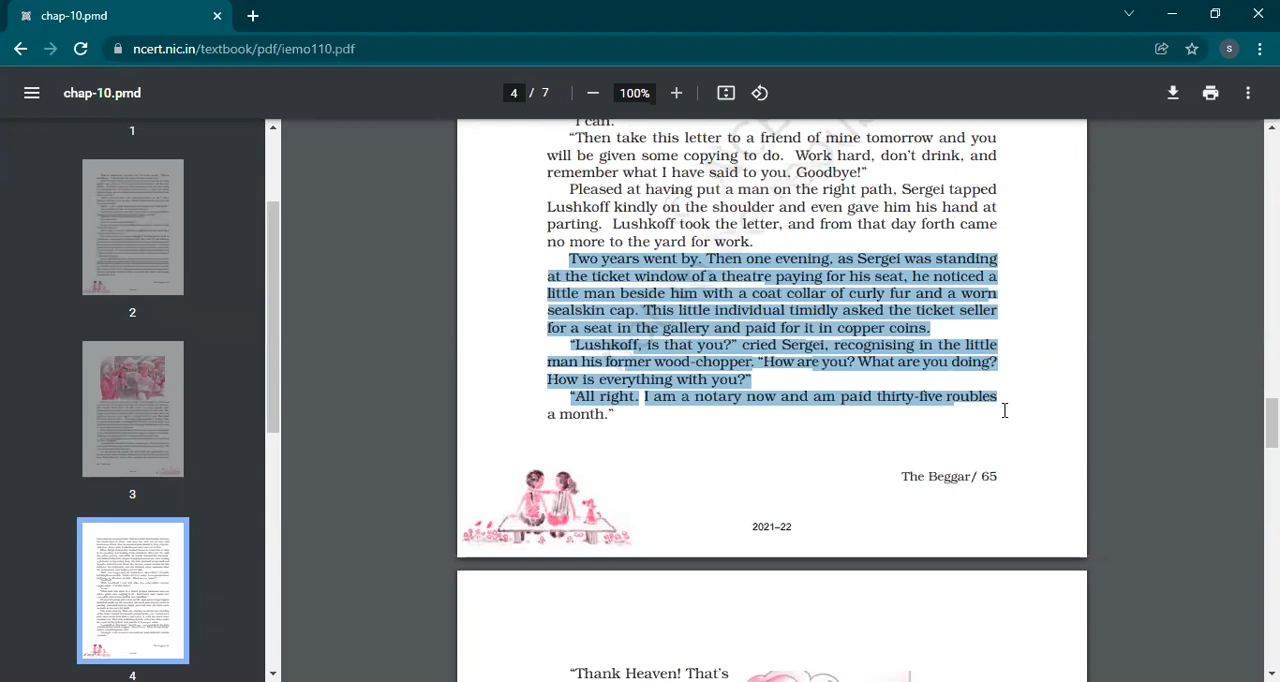 chap-10.pmd
ncert.nic.in/textbook/pdf/iemo110.pdf
S
chap-10.pmd
4 / 7
100%
1
2
3
4
I can."
"Then take this letter to a friend of mine tomorrow and you
will be given some copying to do. Work hard, don't drink, and
remember what I have said to you. Goodbye!"
Pleased at having put a man on the right path, Sergei tapped
Lushkoff kindly on the shoulder and even gave him his hand at
parting. Lushkoff took the letter, and from that day forth came
no more to the yard for work.
Two years went by. Then one evening, as Sergei was standing
at the ticket window of a theatre paying for his seat, he noticed a
little man beside him with a coat collar of curly fur and a worn
sealskin cap. This little individual timidly asked the ticket seller
for a seat in the gallery and paid for it in copper coins.
"Lushkoff, is that you?" cried Sergei, recognising in the little
man his former wood-chopper. "How are you? What are you doing?
How is everything with you?"
"All right. I am a notary now and am paid thirty-five roubles
a month."
The Beggar/ 65
2021–22
"Thank Heaven! That's